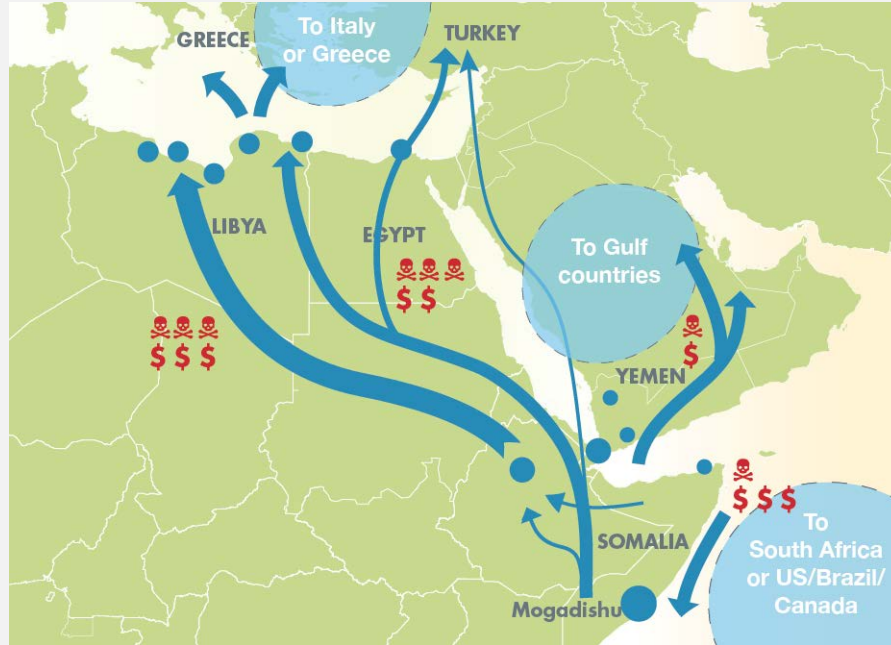 GREECE
To Italy
or Greece
TURKEY
LIBYA
EGYPT
$ $
$ $ $
To Gulf
countries
$
YEMEN
$ $ $
To
South Africa
or US/Brazil/
Canada
SOMALIA
Mogadishu